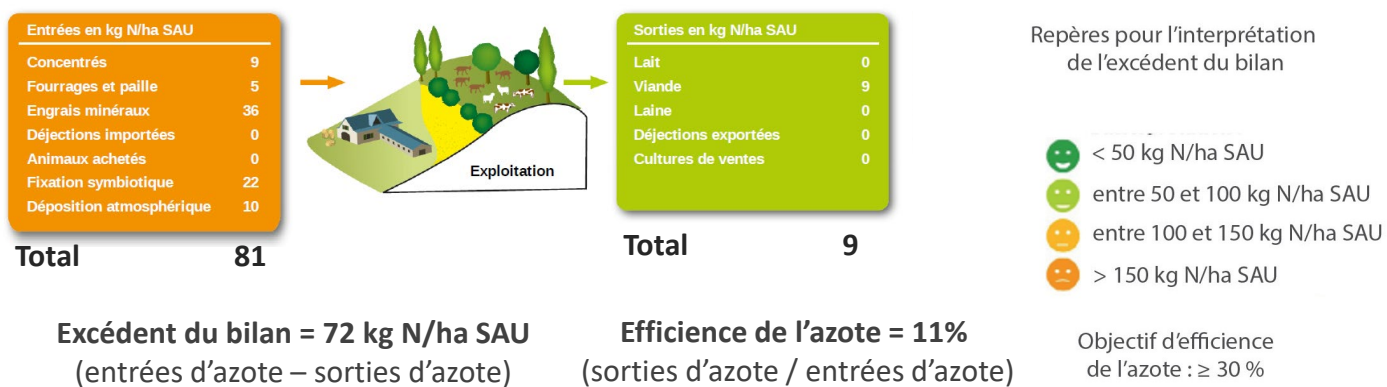 Entrées en kg N/ha SAU
Concentrés 9
Fourrages et paille 5
Engrais minéraux 36
Déjections importées 0
Animaux achetés 0
Fixation symbiotique 22
Déposition atmosphérique 10
Total 81
Exploitation
Sorties en kg N/ha SAU
Lait 0
Viande 9
Laine 0
Déjections exportées 0
Cultures de ventes 0
Total 9
Repères pour l'interprétation
de l'excédent du bilan
< 50 kg N/ha SAU
entre 50 et 100 kg N/ha SAU
entre 100 et 150 kg N/ha SAU
> 150 kg N/ha SAU
Excédent du bilan = 72 kg N/ha SAU
(entrées d'azote – sorties d'azote)
Efficience de l'azote = 11%
(sorties d'azote / entrées d'azote)
Objectif d'efficience
de l'azote : ≥ 30 %